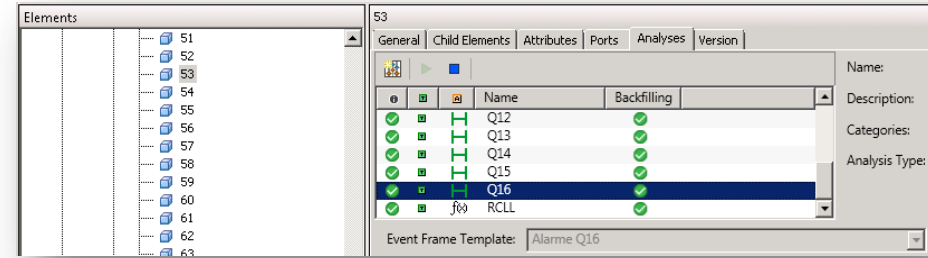 Elements
51
52
53
54
55
56
57
58
59
60
61
62
63
53
General Child Elements Attributes Ports Analyses Version
Name Backfilling
Q12
Q13
Q14
Q15
Q16
f(x) RCLL
Event Frame Template: Alarme Q16
Name:
Description:
Categories:
Analysis Type: